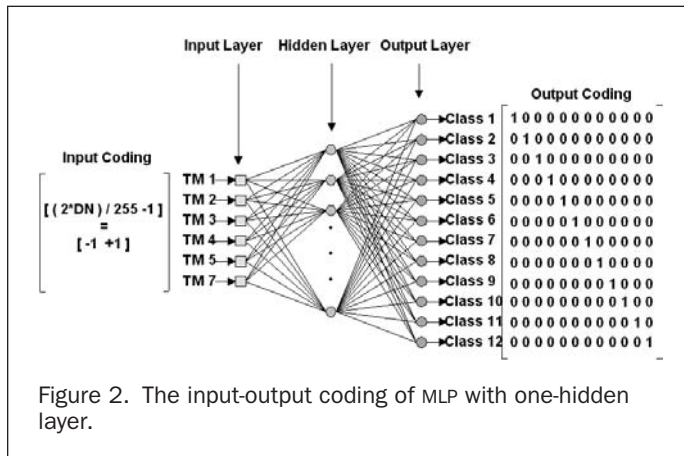 Input Layer Hidden Layer Output Layer
Output Coding
Input Coding
[ ( 2*DN ) / 255 -1 ]
=
[ -1 +1 ]
TM 1
TM 2
TM 3
TM 4
TM 5
TM 7
Class 1 1 0 0 0 0 0 0 0 0 0 0 0
Class 2 0 1 0 0 0 0 0 0 0 0 0 0
Class 3 0 0 1 0 0 0 0 0 0 0 0 0
Class 4 0 0 0 1 0 0 0 0 0 0 0 0
Class 5 0 0 0 0 1 0 0 0 0 0 0 0
Class 6 0 0 0 0 0 1 0 0 0 0 0 0
Class 7 0 0 0 0 0 0 1 0 0 0 0 0
Class 8 0 0 0 0 0 0 0 1 0 0 0 0
Class 9 0 0 0 0 0 0 0 0 1 0 0 0
Class 10 0 0 0 0 0 0 0 0 0 1 0 0
Class 11 0 0 0 0 0 0 0 0 0 0 1 0
Class 12 0 0 0 0 0 0 0 0 0 0 0 1
Figure 2. The input-output coding of MLP with one-hidden
layer.